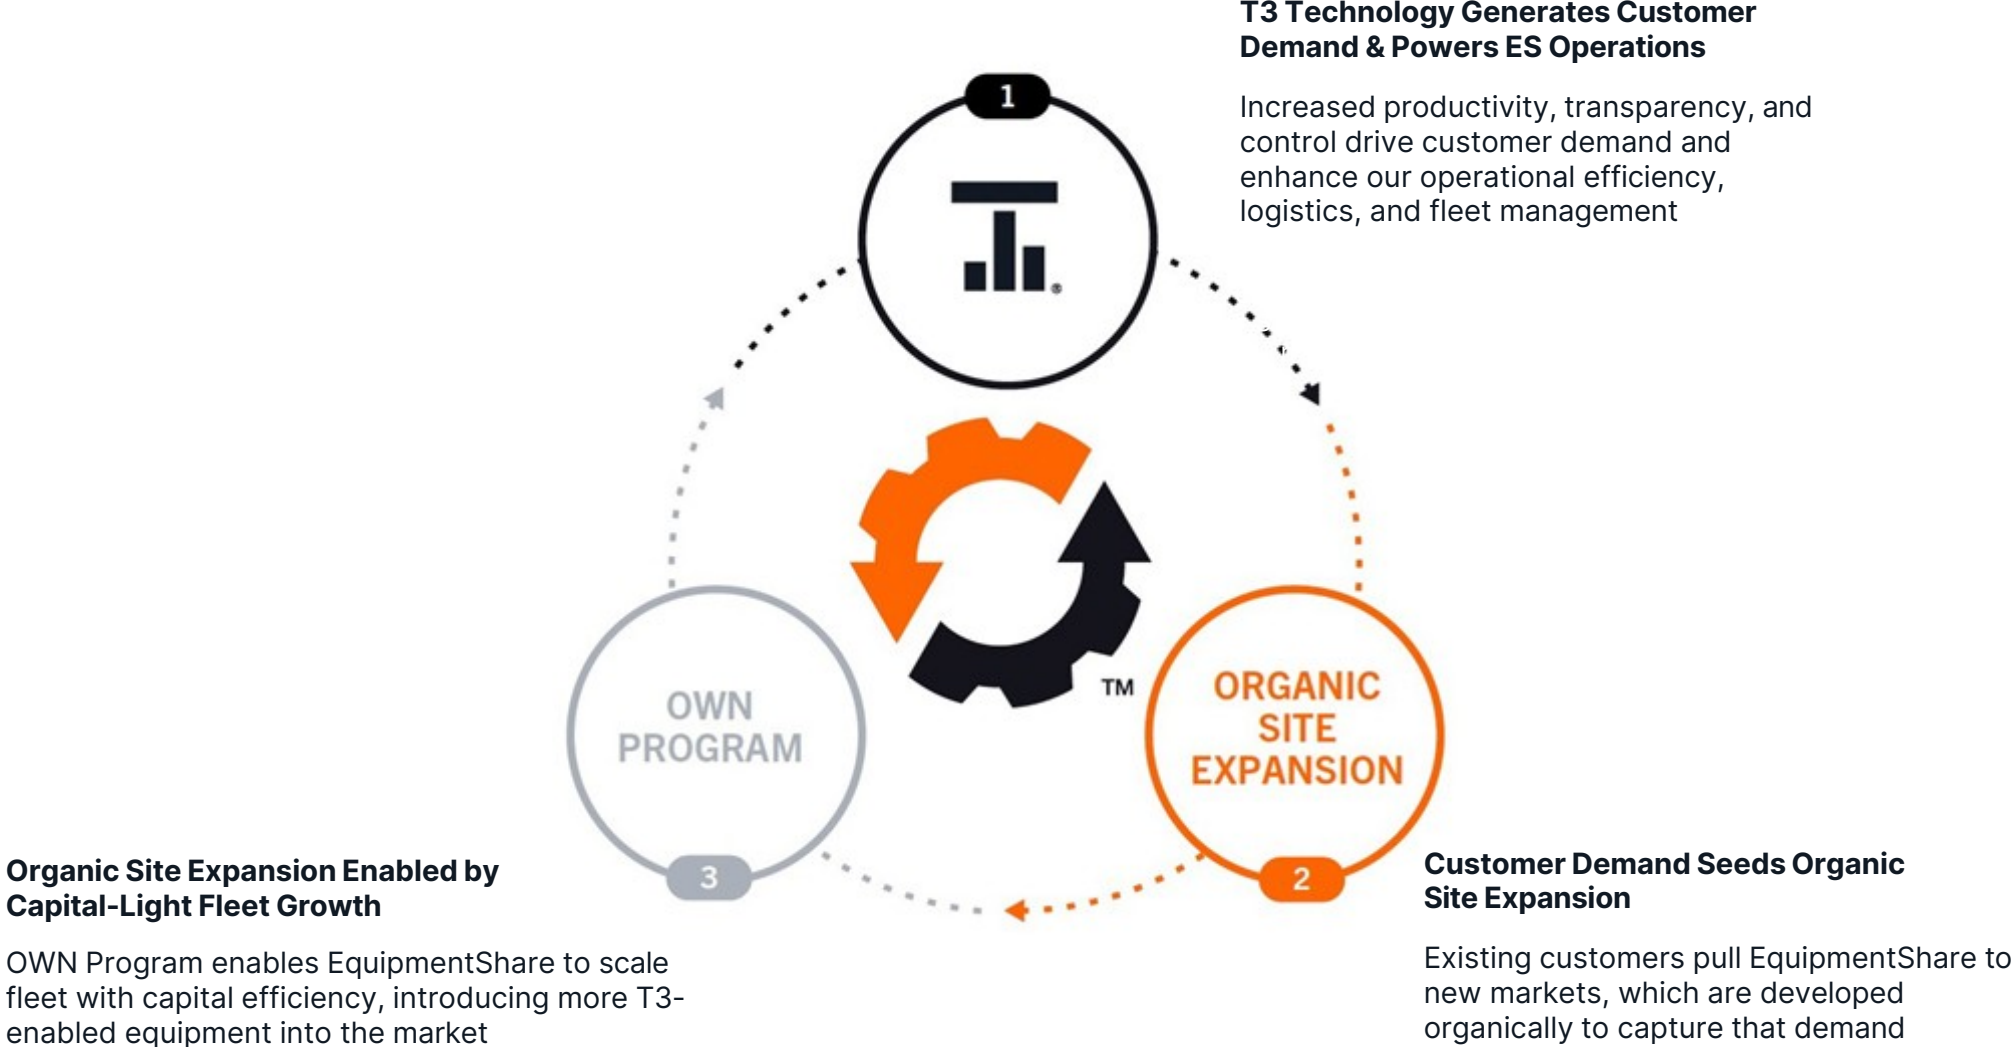 T3 Technology Generates Customer
Demand & Powers ES Operations
Increased productivity, transparency, and
control drive customer demand and
enhance our operational efficiency,
logistics, and fleet management
1
®
TM
OWN
PROGRAM
3
ORGANIC
SITE
EXPANSION
2
Customer Demand Seeds Organic
Site Expansion
Existing customers pull EquipmentShare to
new markets, which are developed
organically to capture that demand
Organic Site Expansion Enabled by
Capital-Light Fleet Growth
OWN Program enables EquipmentShare to scale
fleet with capital efficiency, introducing more T3-
enabled equipment into the market